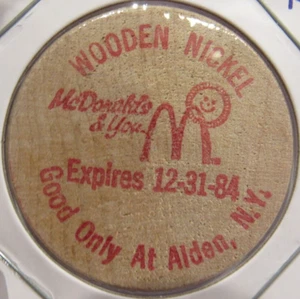 WOODEN NICKEL
McDonald's
& You
Expires 12-31-84
Good Only At Alden, N.Y.